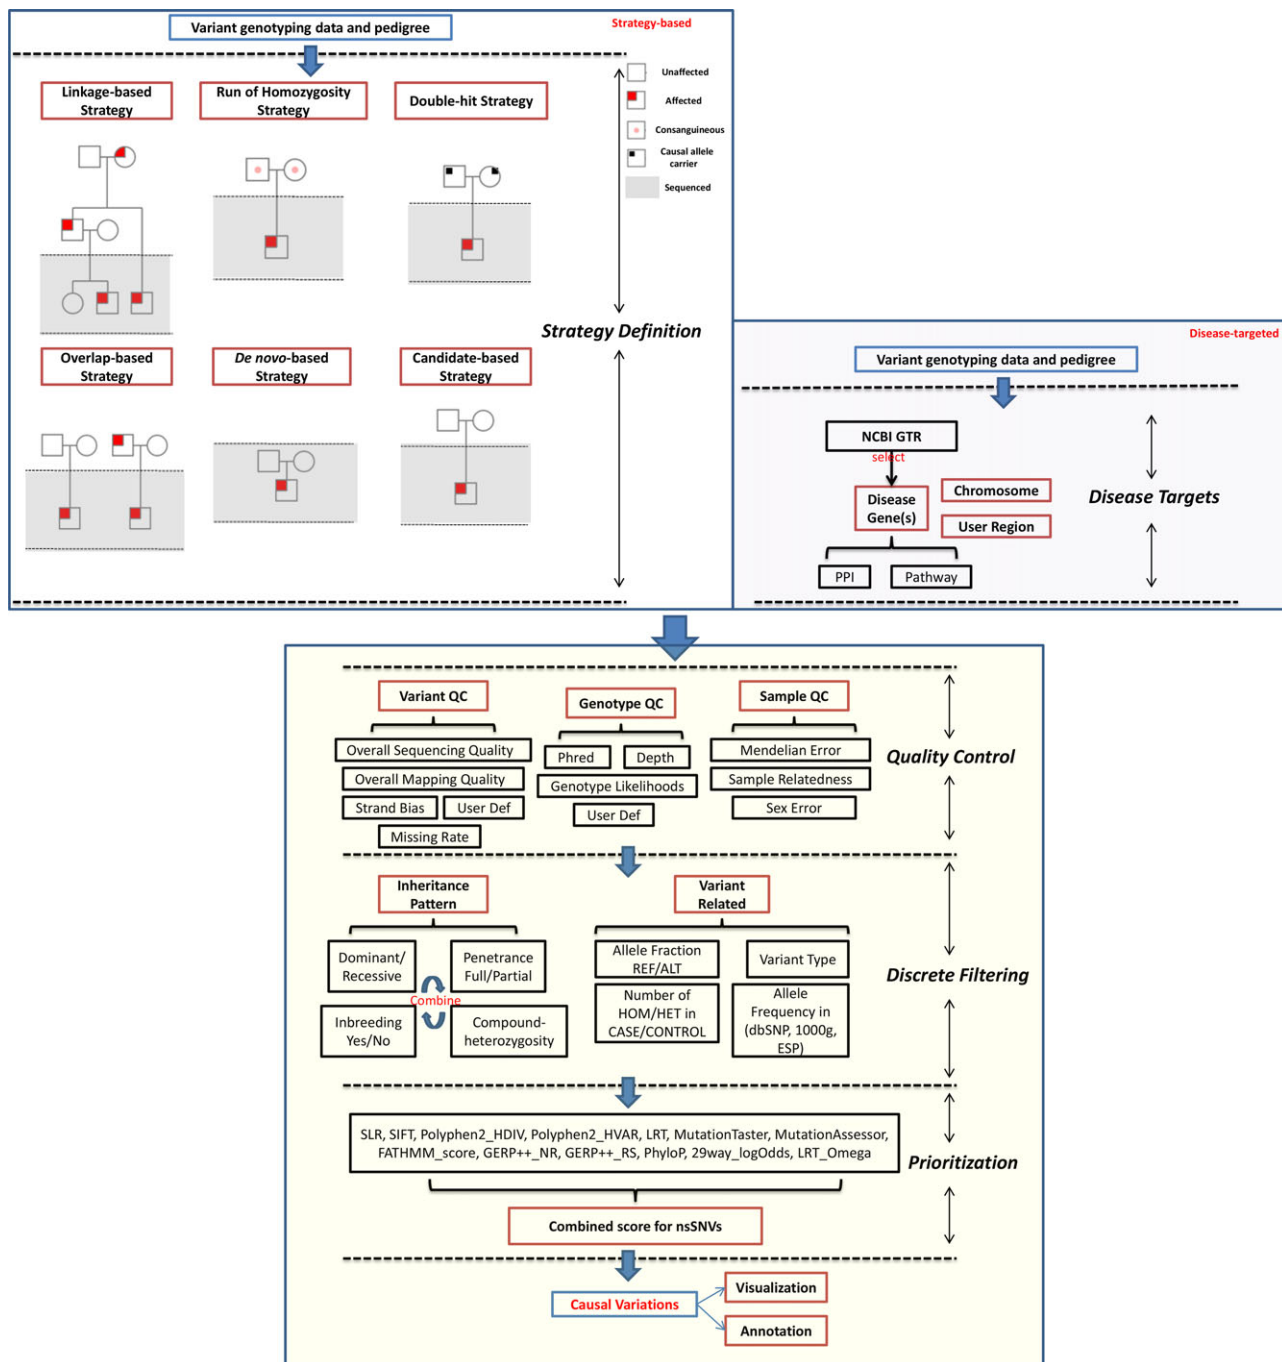 Variant genotyping data and pedigree
Strategy-based
Linkage-based
Strategy
Run of Homozygosity
Strategy
Double-hit Strategy
Unaffected
Affected
Consanguineous
Causal allele
carrier
Sequenced
Strategy Definition
Overlap-based
Strategy
De novo-based
Strategy
Candidate-based
Strategy
Disease-targeted
Variant genotyping data and pedigree
NCBI GTR
select
Disease
Gene(s)
Chromosome
User Region
Disease Targets
PPI
Pathway
Variant QC
Genotype QC
Sample QC
Overall Sequencing Quality
Overall Mapping Quality
Strand Bias
User Def
Missing Rate
Phred
Depth
Genotype Likelihoods
User Def
Mendelian Error
Sample Relatedness
Sex Error
Quality Control
Inheritance
Pattern
Variant
Related
Dominant/
Recessive
Penetrance
Full/Partial
Combine
Inbreeding
Yes/No
Compound-
heterozygosity
Allele Fraction
REF/ALT
Variant Type
Number of
HOM/HET in
CASE/CONTROL
Allele
Frequency in
(dbSNP, 1000g,
ESP)
Discrete Filtering
SLR, SIFT, Polyphen2_HDIV, Polyphen2_HVAR, LRT, MutationTaster, MutationAssessor,
FATHMM_score, GERP++_NR, GERP++_RS, PhyloP, 29way_logOdds, LRT_Omega
Prioritization
Combined score for nsSNVs
Causal Variations
Visualization
Annotation